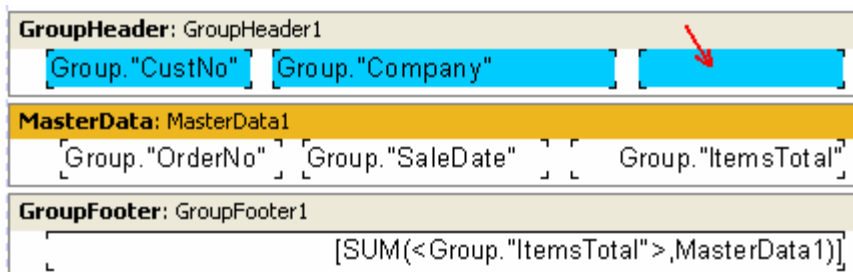 GroupHeader: GroupHeader1
Group."CustNo" Group."Company"
MasterData: MasterData1
Group."OrderNo" Group."SaleDate" Group."ItemsTotal"
GroupFooter: GroupFooter1
[SUM(<Group."ItemsTotal">,MasterData1)]